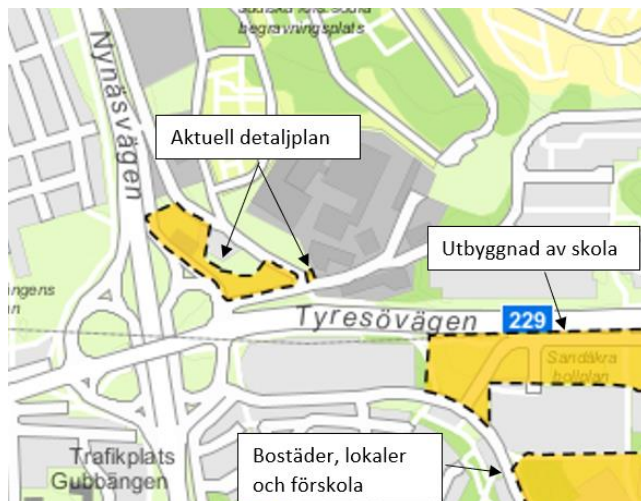 begravningsplats
Nynäsvägen
Aktuell detaljplan
Utbyggnad av skola
Tyresövägen
229
Sandåkra
bollplan
Trafikplats
Gubbängen
Bostäder, lokaler
och förskola